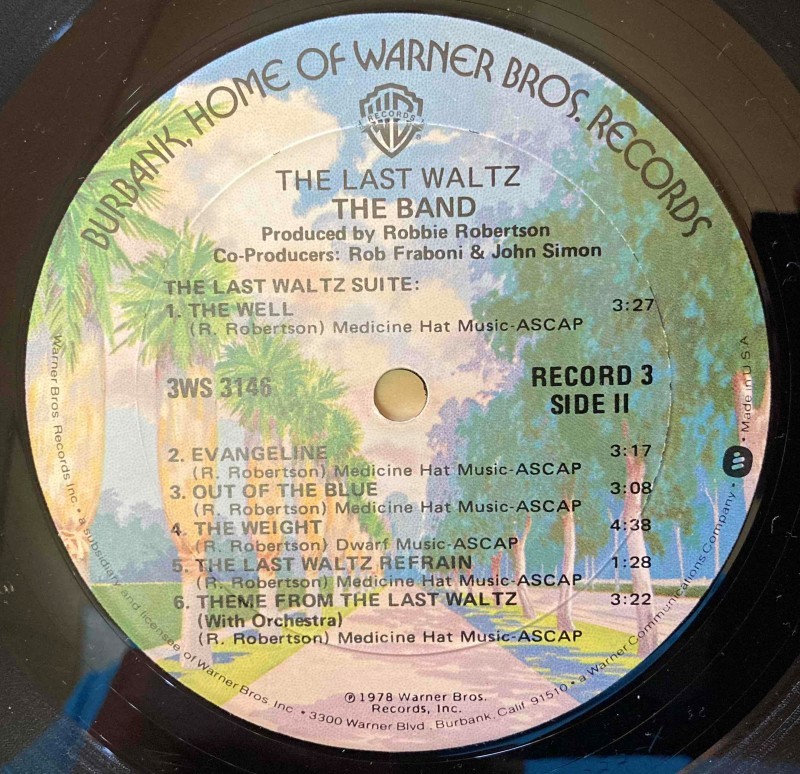 BURBANK, HOME OF WARNER BROS. RECORDS
RECORDS
THE LAST WALTZ
THE BAND
Produced by Robbie Robertson
Co-Producers: Rob Fraboni & John Simon
THE LAST WALTZ SUITE:
1. THE WELL 3:27
(R. Robertson) Medicine Hat Music-ASCAP
3WS 3146
RECORD 3
SIDE II
2. EVANGELINE 3:17
(R. Robertson) Medicine Hat Music-ASCAP
3. OUT OF THE BLUE 3:08
(R. Robertson) Medicine Hat Music-ASCAP
4. THE WEIGHT 4:38
(R. Robertson) Dwarf Music-ASCAP
5. THE LAST WALTZ REFRAIN 1:28
(R. Robertson) Medicine Hat Music-ASCAP
6. THEME FROM THE LAST WALTZ 3:22
(With Orchestra)
(R. Robertson) Medicine Hat Music-ASCAP
℗1978 Warner Bros.
Records, Inc.
Warner Bros. Records Inc. • a subsidiary and licensee of Warner Bros. Inc. • 3300 Warner Blvd., Burbank, Calif. 91510 • a Warner Communications Company • Made in U.S.A.